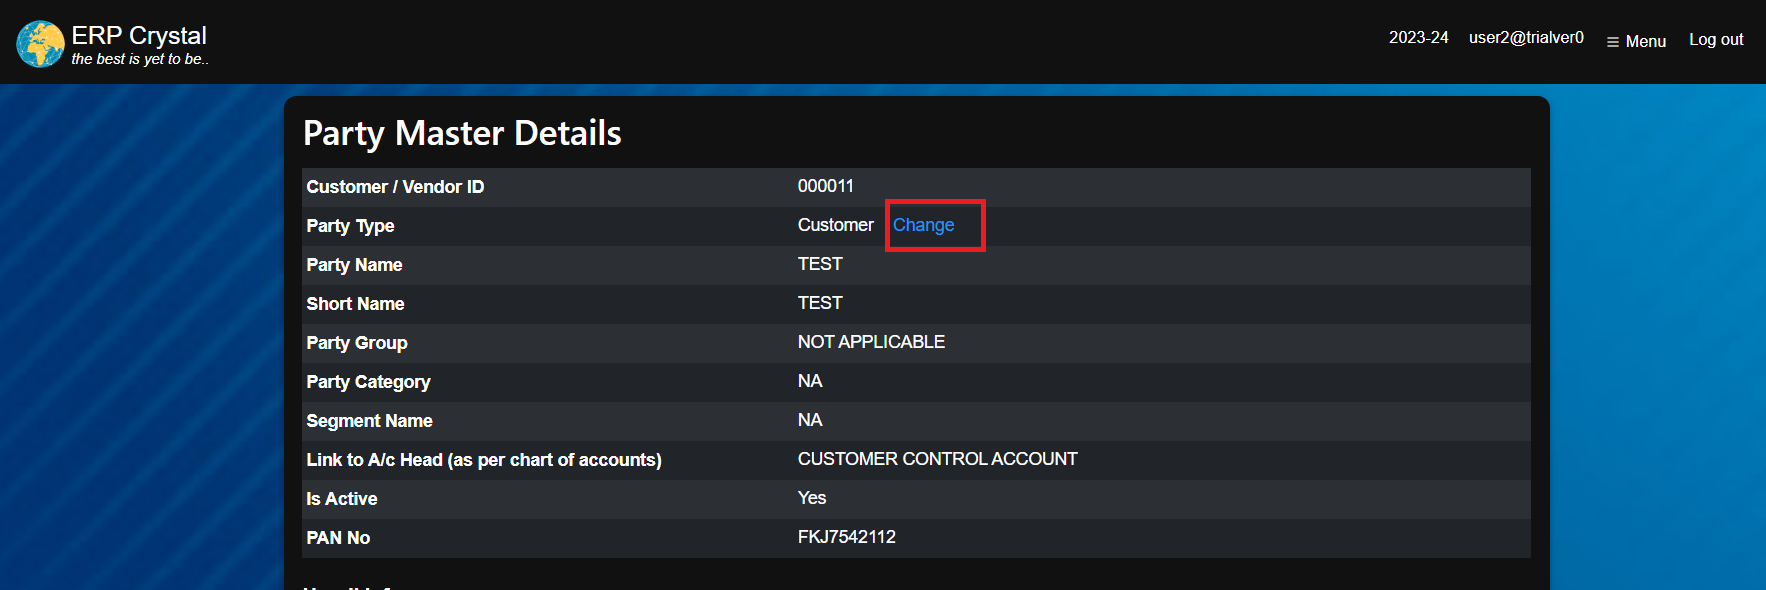 ERP Crystal
the best is yet to be..
2023-24 user2@trialver0 Menu Log out
Party Master Details
Customer / Vendor ID 000011
Party Type Customer Change
Party Name TEST
Short Name TEST
Party Group NOT APPLICABLE
Party Category NA
Segment Name NA
Link to A/c Head (as per chart of accounts) CUSTOMER CONTROL ACCOUNT
Is Active Yes
PAN No FKJ7542112